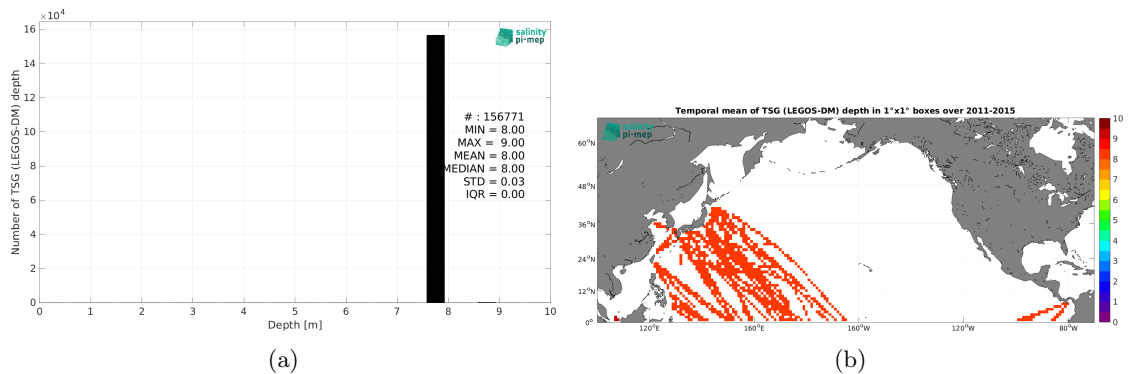 ×10⁴
16
14
12
10
8
6
4
2
0
Number of TSG (LEGOS-DM) depth
salinity
pi-mep
# : 156771
MIN = 8.00
MAX = 9.00
MEAN = 8.00
MEDIAN = 8.00
STD = 0.03
IQR = 0.00
0 1 2 3 4 5 6 7 8 9 10
Depth [m]
(a)
Temporal mean of TSG (LEGOS-DM) depth in 1°x1° boxes over 2011-2015
salinity
pi-mep
60°N
48°N
36°N
24°N
12°N
0°
120°E 160°E 160°W 120°W 80°W
10
9
8
7
6
5
4
3
2
1
0
(b)